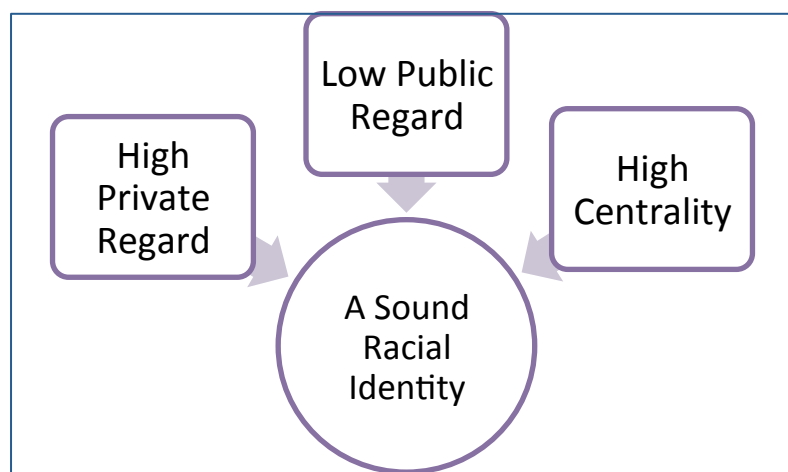 Low Public
Regard
High
Private
Regard
High
Centrality
A Sound
Racial
Identity